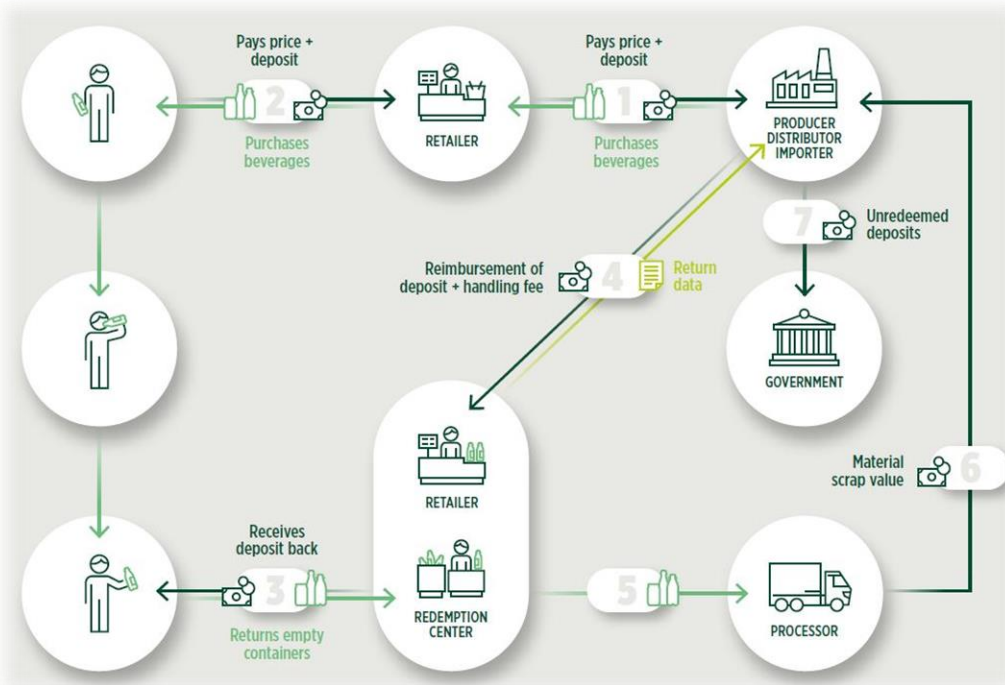 Pays price +
deposit
2
Purchases
beverages
RETAILER
Pays price +
deposit
1
Purchases
beverages
PRODUCER
DISTRIBUTOR
IMPORTER
7
Unredeemed
deposits
Reimbursement of
deposit + handling fee
4
Return
data
GOVERNMENT
RETAILER
Material
scrap value
6
Receives
deposit back
3
Returns empty
containers
REDEMPTION
CENTER
5
PROCESSOR